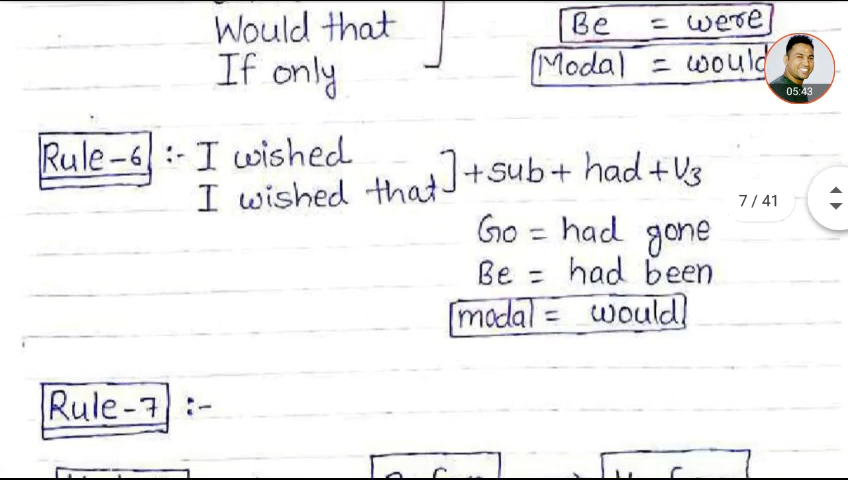 Would that
If only
Be = were
Modal = would
05:43
Rule-6 :- I wished
I wished that ] + sub + had + V3
7 / 41
Go = had gone
Be = had been
modal = would
Rule-7 :-